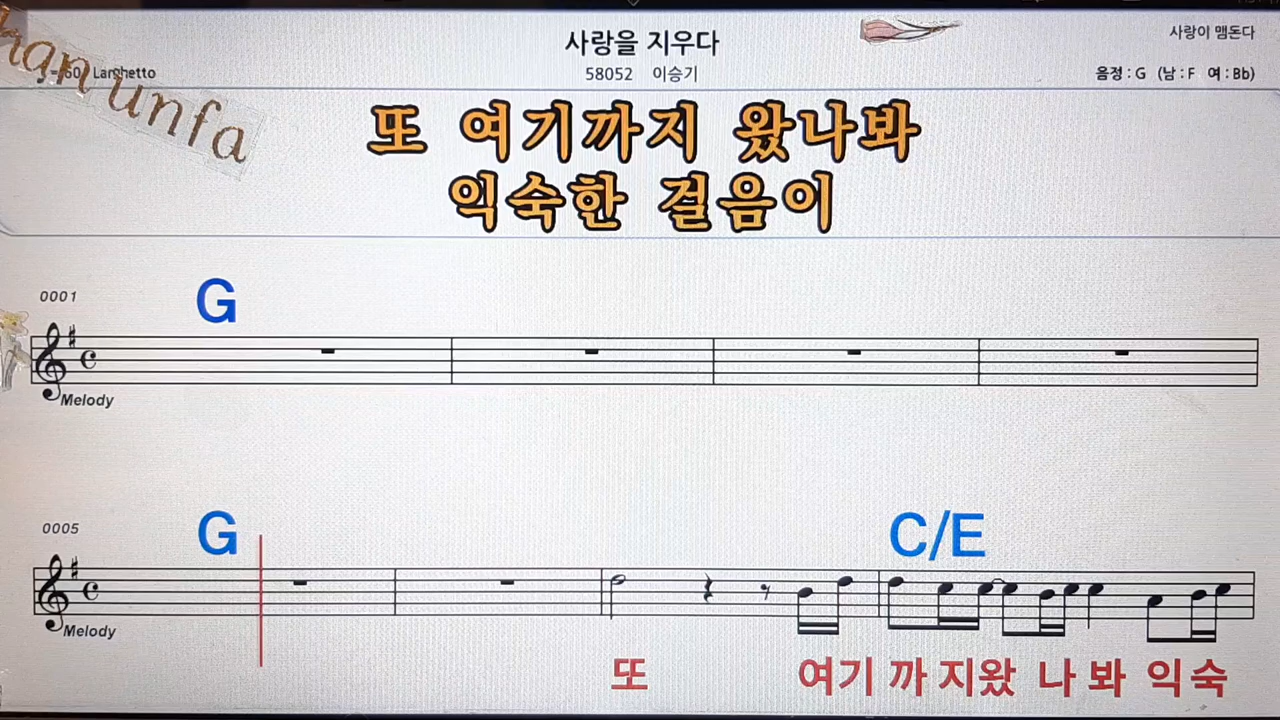 사랑을 지우다
사랑이 맴돈다
58052 이승기
Larghetto
음정 : G (남 : F 여 : Bb)
han unfa
또 여기까지 왔나봐
익숙한 걸음이
0001
G
Melody
0005
G
C/E
Melody
또 여기 까 지왔 나 봐 익숙